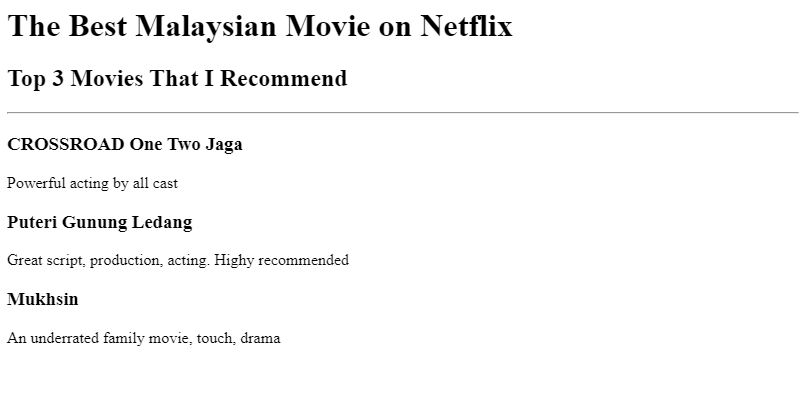 The Best Malaysian Movie on Netflix
Top 3 Movies That I Recommend
CROSSROAD One Two Jaga
Powerful acting by all cast
Puteri Gunung Ledang
Great script, production, acting. Highy recommended
Mukhsin
An underrated family movie, touch, drama